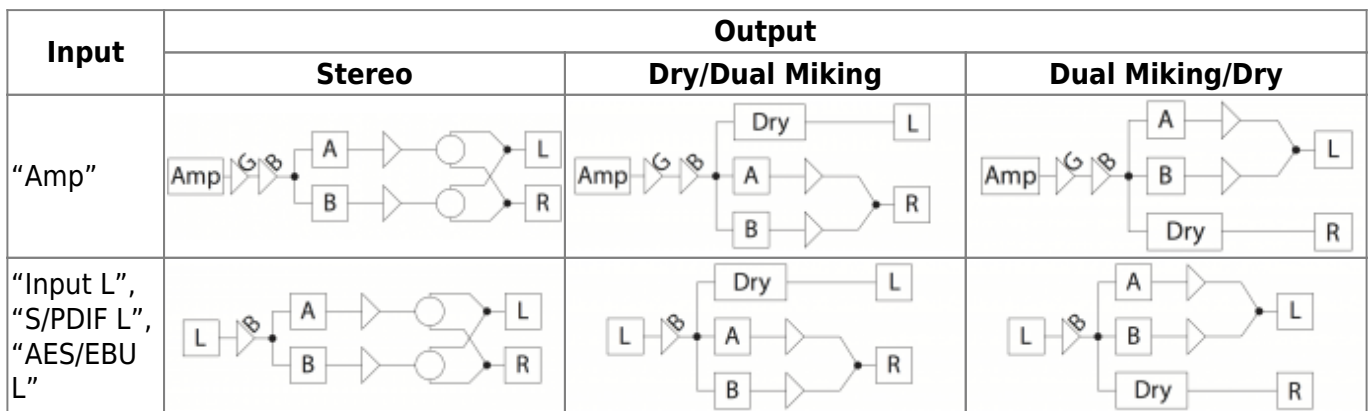 Input
Output
Stereo
Dry/Dual Miking
Dual Miking/Dry
“Amp”
Amp G B A B L R
Amp G B Dry A B L R
Amp G B A B Dry L R
“Input L”,
“S/PDIF L”,
“AES/EBU
L”
L B A B L R
L B Dry A B L R
L B A B Dry L R